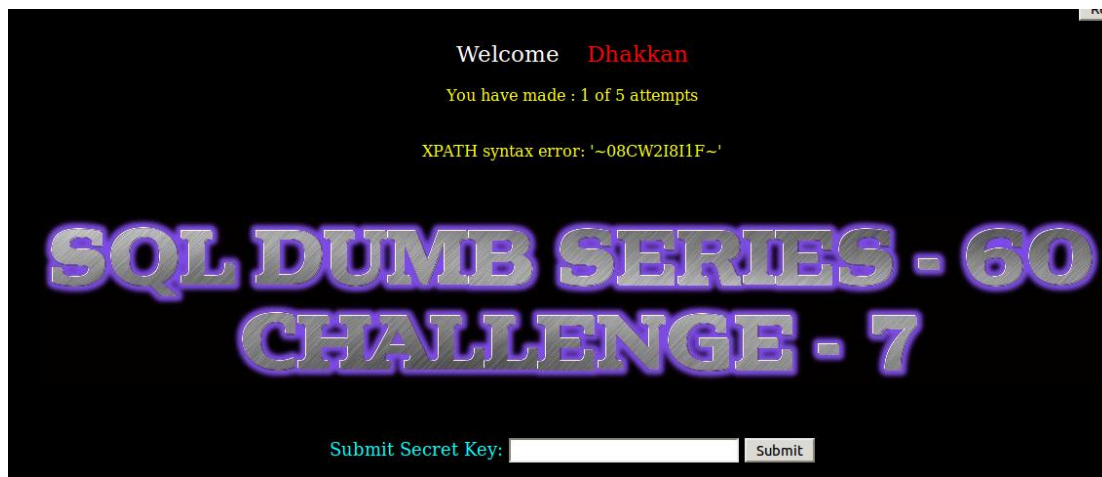 Welcome Dhakkan
You have made : 1 of 5 attempts
XPATH syntax error: '~08CW2I8I1F~'
SQL DUMB SERIES - 60
CHALLENGE - 7
Submit Secret Key: Submit